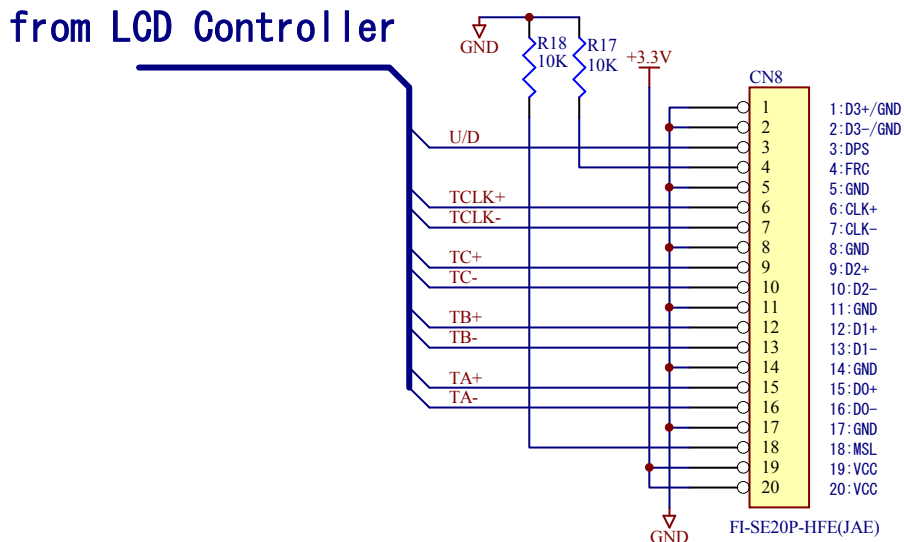 from LCD Controller
GND
R18
10K
R17
10K
+3.3V
CN8
U/D
TCLK+
TCLK-
TC+
TC-
TB+
TB-
TA+
TA-
1
2
3
4
5
6
7
8
9
10
11
12
13
14
15
16
17
18
19
20
1:D3+/GND
2:D3-/GND
3:DPS
4:FRC
5:GND
6:CLK+
7:CLK-
8:GND
9:D2+
10:D2-
11:GND
12:D1+
13:D1-
14:GND
15:D0+
16:D0-
17:GND
18:MSL
19:VCC
20:VCC
GND
FI-SE20P-HFE(JAE)